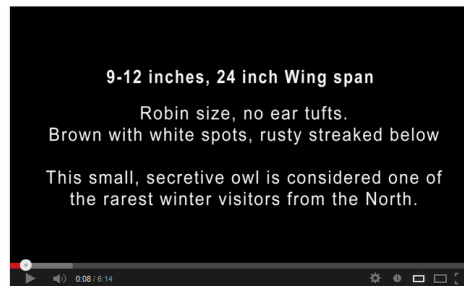 9-12 inches, 24 inch Wing span
Robin size, no ear tufts.
Brown with white spots, rusty streaked below
This small, secretive owl is considered one of
the rarest winter visitors from the North.
0:08 / 6:14